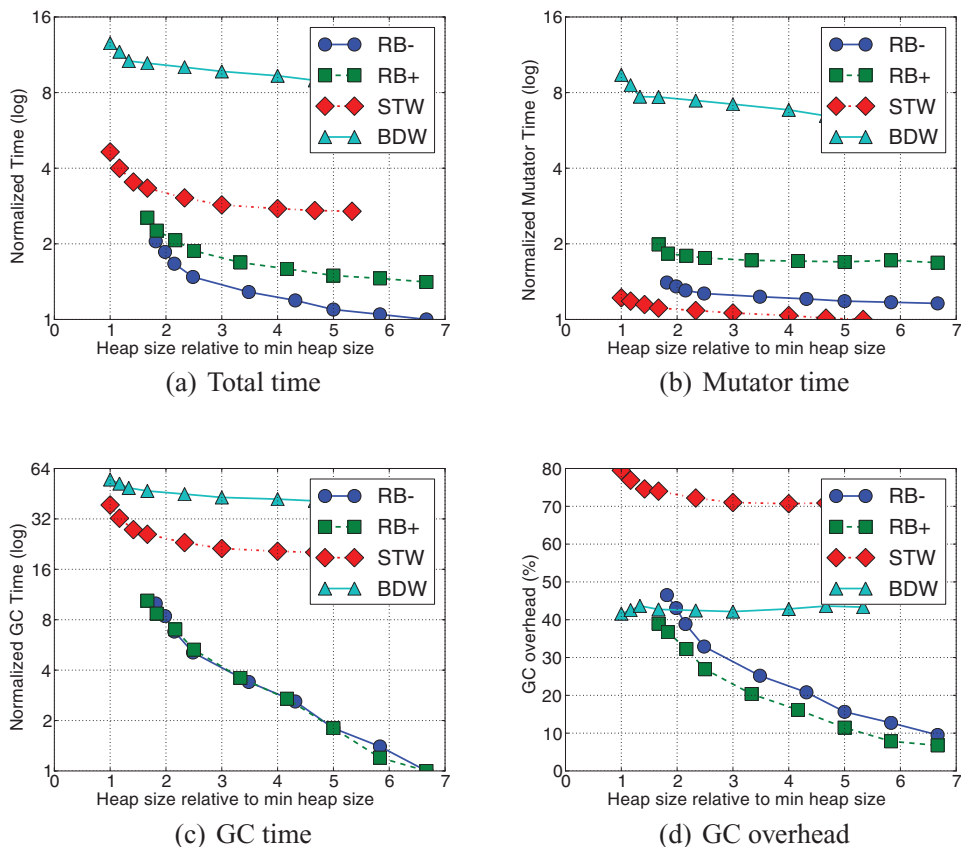 16
8
4
2
1
0 1 2 3 4 5 6 7
Normalized Time (log)
Heap size relative to min heap size
RB-
RB+
STW
BDW
(a) Total time
16
8
4
2
1
0 1 2 3 4 5 6 7
Normalized Mutator Time (log)
Heap size relative to min heap size
RB-
RB+
STW
BDW
(b) Mutator time
64
32
16
8
4
2
1
0 1 2 3 4 5 6 7
Normalized GC Time (log)
Heap size relative to min heap size
RB-
RB+
STW
BDW
(c) GC time
80
70
60
50
40
30
20
10
0
0 1 2 3 4 5 6 7
GC overhead (%)
Heap size relative to min heap size
RB-
RB+
STW
BDW
(d) GC overhead